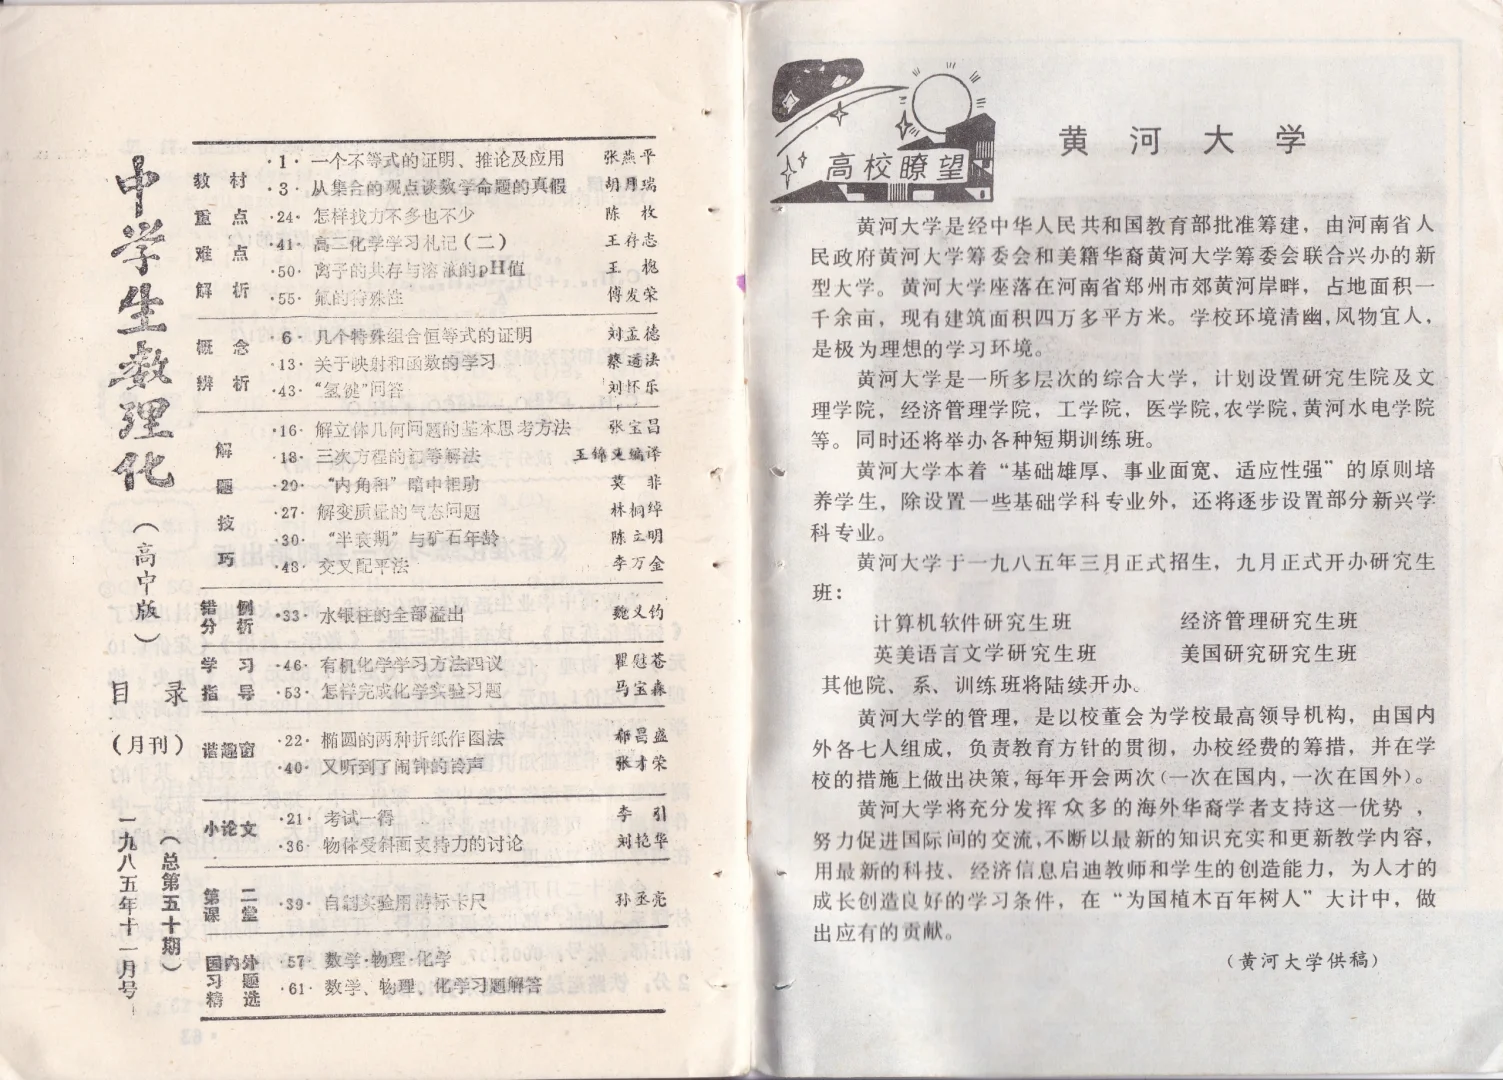 中学生数理化
（高中版）
目录
（月刊）
一九八五年十一月号
（总第五十期）
教材
重点
难点
解析
·1· 一个不等式的证明、推论及应用 张燕平
·3· 从集合的观点谈数学命题的真假 胡月瑞
·24· 怎样找力不多也不少 陈枚
·41· 高二化学学习札记（二） 王存志
·50· 离子的共存与溶液的pH值 王槐
·55· 氟的特殊性 傅发荣
概念
辨析
·6· 几个特殊组合恒等式的证明 刘孟德
·13· 关于映射和函数的学习 蔡道法
·43· “氢键”问答 刘怀乐
解
题
技
巧
·16· 解立体几何问题的基本思考方法 张宝昌
·18· 三次方程的初等解法 王锦 编译
·29· “内角和”暗中相助 莫非
·27· 解变质量的气态问题 林桐绰
·30· “半衰期”与矿石年龄 陈立明
·48· 交叉配平法 李万金
错例
分析
·33· 水银柱的全部溢出 魏义钧
学习
指导
·46· 有机化学学习方法四议 瞿慰苍
·53· 怎样完成化学实验习题 马宝森
谐趣窗
·22· 椭圆的两种折纸作图法 郗昌盛
·40· 又听到了闹钟的铃声 张才荣
小论文
·21· 考试一得 李引
·36· 物体受斜面支持力的讨论 刘艳华
第二
课堂
·39· 自制实验用游标卡尺 孙丞亮
国内外
习题
精选
·57· 数学·物理·化学
·61· 数学、物理、化学习题解答
高校瞭望
黄河大学
黄河大学是经中华人民共和国教育部批准筹建，由河南省人
民政府黄河大学筹委会和美籍华裔黄河大学筹委会联合兴办的新
型大学。黄河大学座落在河南省郑州市郊黄河岸畔，占地面积一
千余亩，现有建筑面积四万多平方米。学校环境清幽，风物宜人，
是极为理想的学习环境。
黄河大学是一所多层次的综合大学，计划设置研究生院及文
理学院，经济管理学院，工学院，医学院，农学院，黄河水电学院
等。同时还将举办各种短期训练班。
黄河大学本着“基础雄厚、事业面宽、适应性强”的原则培
养学生，除设置一些基础学科专业外，还将逐步设置部分新兴学
科专业。
黄河大学于一九八五年三月正式招生，九月正式开办研究生
班：
计算机软件研究生班 经济管理研究生班
英美语言文学研究生班 美国研究研究生班
其他院、系、训练班将陆续开办。
黄河大学的管理，是以校董会为学校最高领导机构，由国内
外各七人组成，负责教育方针的贯彻，办校经费的筹措，并在学
校的措施上做出决策，每年开会两次（一次在国内，一次在国外）。
黄河大学将充分发挥众多的海外华裔学者支持这一优势，
努力促进国际间的交流，不断以最新的知识充实和更新教学内容，
用最新的科技、经济信息启迪教师和学生的创造能力，为人才的
成长创造良好的学习条件，在“为国植木百年树人”大计中，做
出应有的贡献。
（黄河大学供稿）